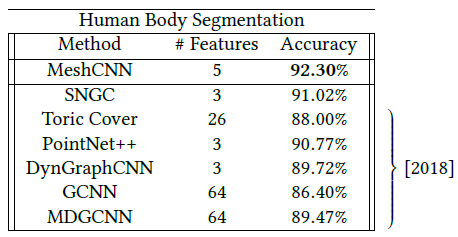 Human Body Segmentation
Method # Features Accuracy
MeshCNN 5 92.30%
SNGC 3 91.02%
Toric Cover 26 88.00%
PointNet++ 3 90.77%
DynGraphCNN 3 89.72% [2018]
GCNN 64 86.40%
MDGCNN 64 89.47%